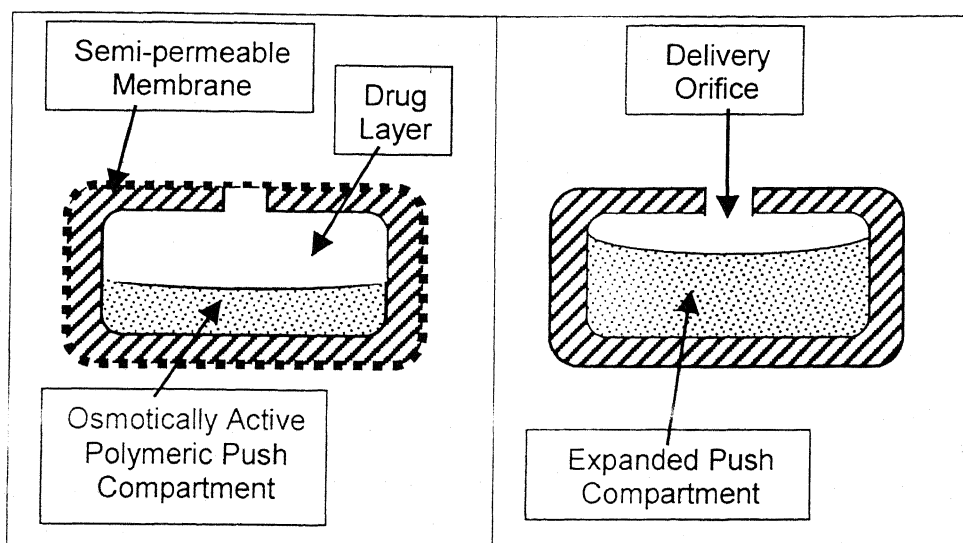 Semi-permeable
Membrane
Drug
Layer
Osmotically Active
Polymeric Push
Compartment
Delivery
Orifice
Expanded Push
Compartment